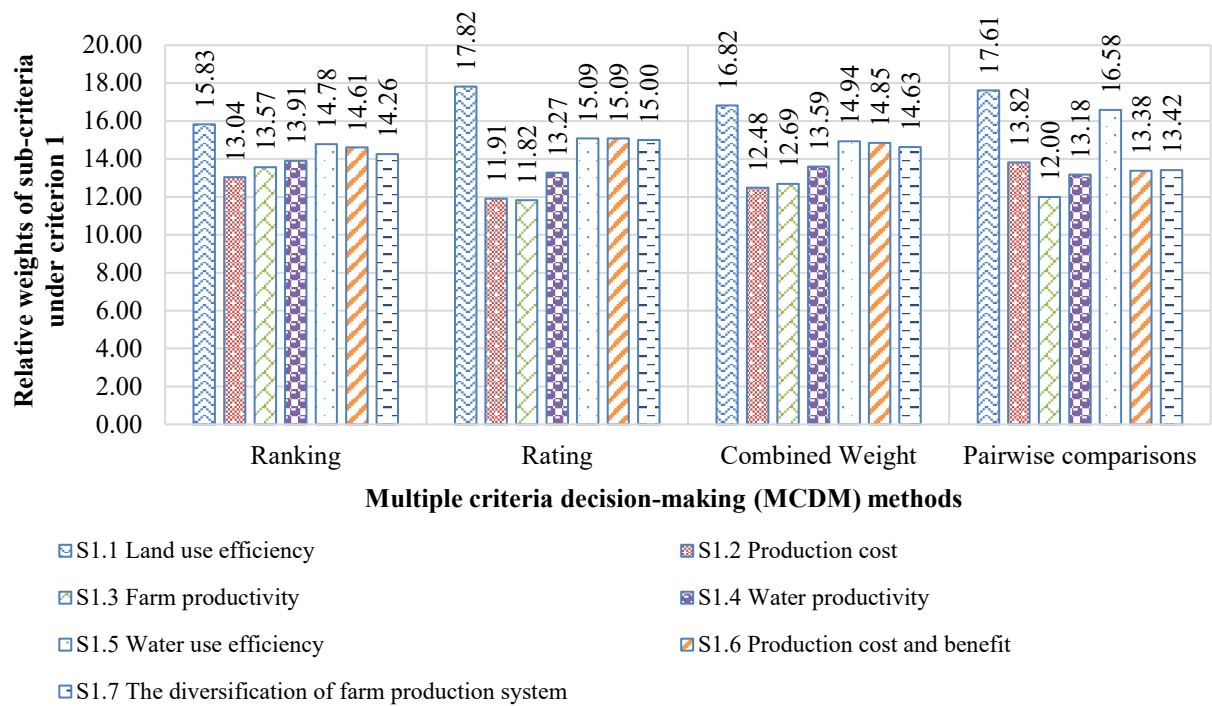 Relative weights of sub-criteria
under criterion 1
20.00
18.00
16.00
14.00
12.00
10.00
8.00
6.00
4.00
2.00
0.00
15.83
13.04
13.57
13.91
14.78
14.61
14.26
17.82
11.91
11.82
13.27
15.09
15.09
15.00
16.82
12.48
12.69
13.59
14.94
14.85
14.63
17.61
13.82
12.00
13.18
16.58
13.38
13.42
Ranking
Rating
Combined Weight
Pairwise comparisons
Multiple criteria decision-making (MCDM) methods
S1.1 Land use efficiency
S1.2 Production cost
S1.3 Farm productivity
S1.4 Water productivity
S1.5 Water use efficiency
S1.6 Production cost and benefit
S1.7 The diversification of farm production system